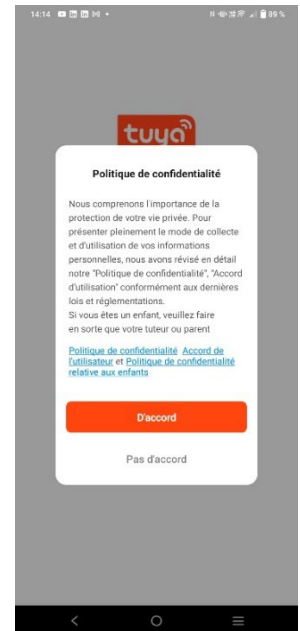 14:14
89 %
tuya
Politique de confidentialité
Nous comprenons l'importance de la
protection de votre vie privée. Pour
présenter pleinement le mode de collecte
et d'utilisation de vos informations
personnelles, nous avons révisé en détail
notre "Politique de confidentialité", "Accord
d'utilisation" conformément aux dernières
lois et réglementations.
Si vous êtes un enfant, veuillez faire
en sorte que votre tuteur ou parent
Politique de confidentialité Accord de
l'utilisateur et Politique de confidentialité
relative aux enfants
D'accord
Pas d'accord